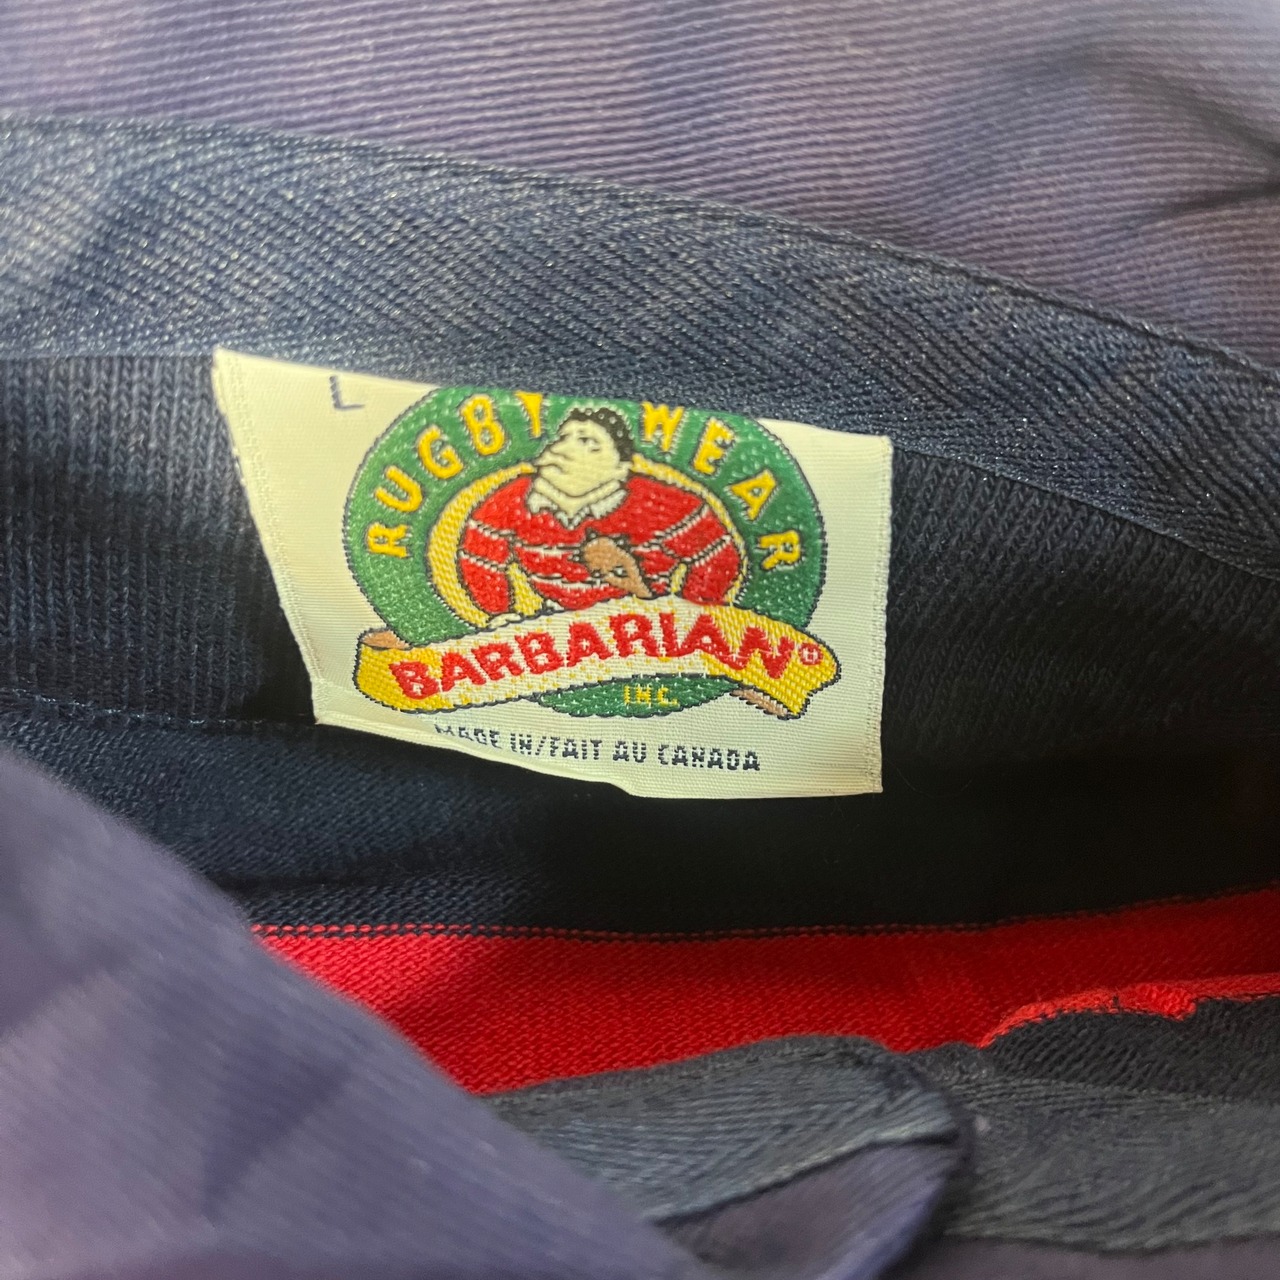 L
RUGBY WEAR
BARBARIAN®
INC.
MADE IN/FAIT AU CANADA